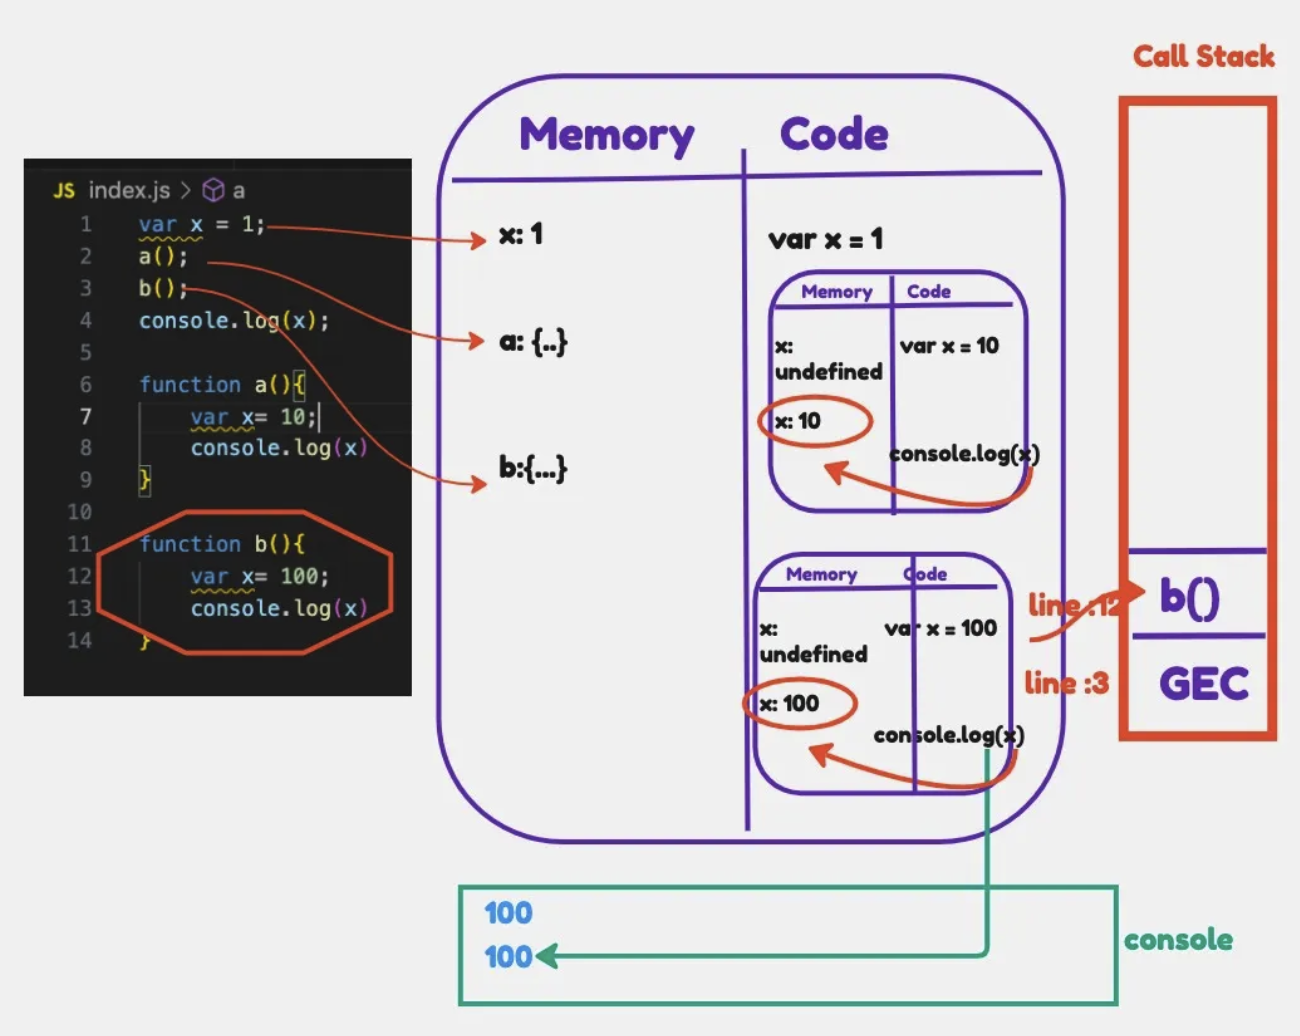 Call Stack
Memory Code
JS index.js > a
1 var x = 1;
2 a();
3 b();
4 console.log(x);
5
6 function a(){
7 var x= 10;
8 console.log(x)
9 }
10
11 function b(){
12 var x= 100;
13 console.log(x)
14 }
x: 1
a: {..}
b:{...}
var x = 1
Memory Code
x:
undefined
var x = 10
x: 10
console.log(x)
Memory Code
x:
undefined
var x = 100
x: 100
console.log(x)
line :12
line :3
b()
GEC
100
100
console